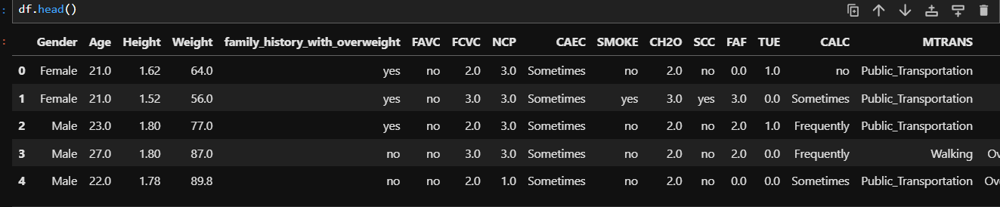 df.head()
Gender Age Height Weight family_history_with_overweight FAVC FCVC NCP CAEC SMOKE CH2O SCC FAF TUE CALC MTRANS
0 Female 21.0 1.62 64.0 yes no 2.0 3.0 Sometimes no 2.0 no 0.0 1.0 no Public_Transportation
1 Female 21.0 1.52 56.0 yes no 3.0 3.0 Sometimes yes 3.0 yes 3.0 0.0 Sometimes Public_Transportation
2 Male 23.0 1.80 77.0 yes no 2.0 3.0 Sometimes no 2.0 no 2.0 1.0 Frequently Public_Transportation
3 Male 27.0 1.80 87.0 no no 3.0 3.0 Sometimes no 2.0 no 2.0 0.0 Frequently Walking
4 Male 22.0 1.78 89.8 no no 2.0 1.0 Sometimes no 2.0 no 0.0 0.0 Sometimes Public_Transportation